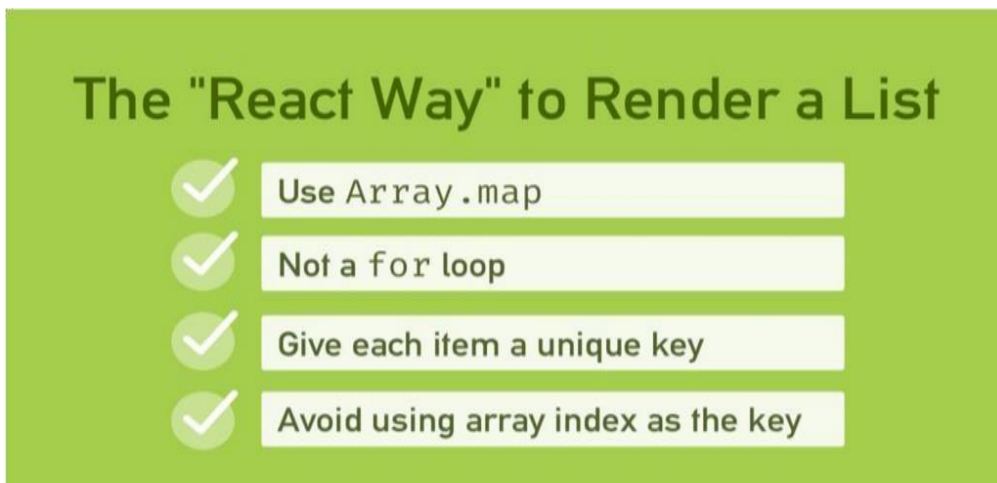 The "React Way" to Render a List
Use Array.map
Not a for loop
Give each item a unique key
Avoid using array index as the key